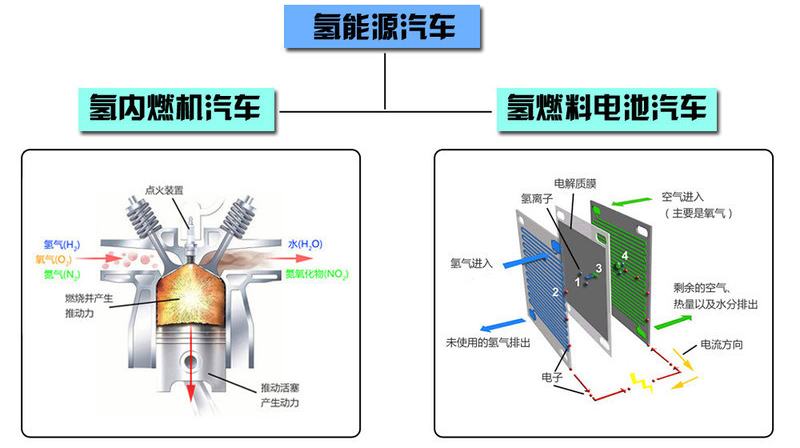 氢能源汽车
氢内燃机汽车
氢燃料电池汽车
点火装置
氢气(H₂)
氧气(O₂)
氮气(N₂)
水(H₂O)
氮氧化物(NO₂)
燃烧并产生
推动力
推动活塞
产生动力
电解质膜
氢离子
空气进入
（主要是氧气）
氢气进入
1
2
3
4
剩余的空气、
热量以及水分排出
未使用的氢气排出
电流方向
电子